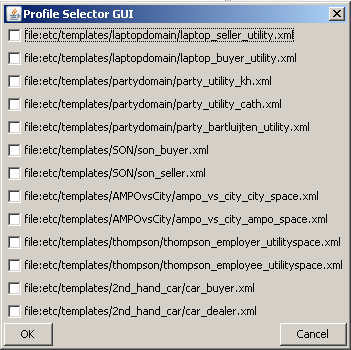 Profile Selector GUI
file:etc/templates/laptopdomain/laptop_seller_utility.xml
file:etc/templates/laptopdomain/laptop_buyer_utility.xml
file:etc/templates/partydomain/party_utility_kh.xml
file:etc/templates/partydomain/party_utility_cath.xml
file:etc/templates/partydomain/party_bartluijten_utility.xml
file:etc/templates/SON/son_buyer.xml
file:etc/templates/SON/son_seller.xml
file:etc/templates/AMPOvsCity/ampo_vs_city_city_space.xml
file:etc/templates/AMPOvsCity/ampo_vs_city_ampo_space.xml
file:etc/templates/thompson/thompson_employer_utilityspace.xml
file:etc/templates/thompson/thompson_employee_utilityspace.xml
file:etc/templates/2nd_hand_car/car_buyer.xml
file:etc/templates/2nd_hand_car/car_dealer.xml
OK Cancel